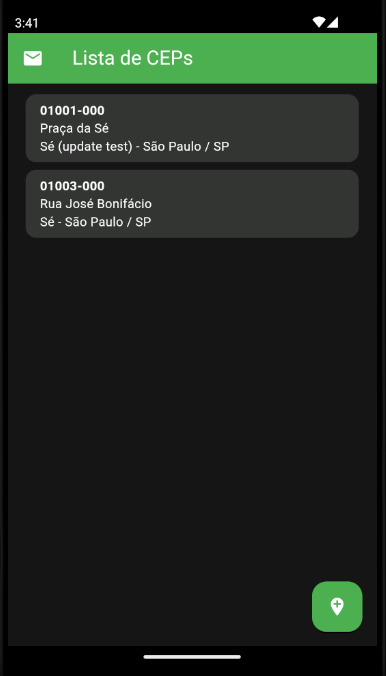 3:41
Lista de CEPs
01001-000
Praça da Sé
Sé (update test) - São Paulo / SP
01003-000
Rua José Bonifácio
Sé - São Paulo / SP